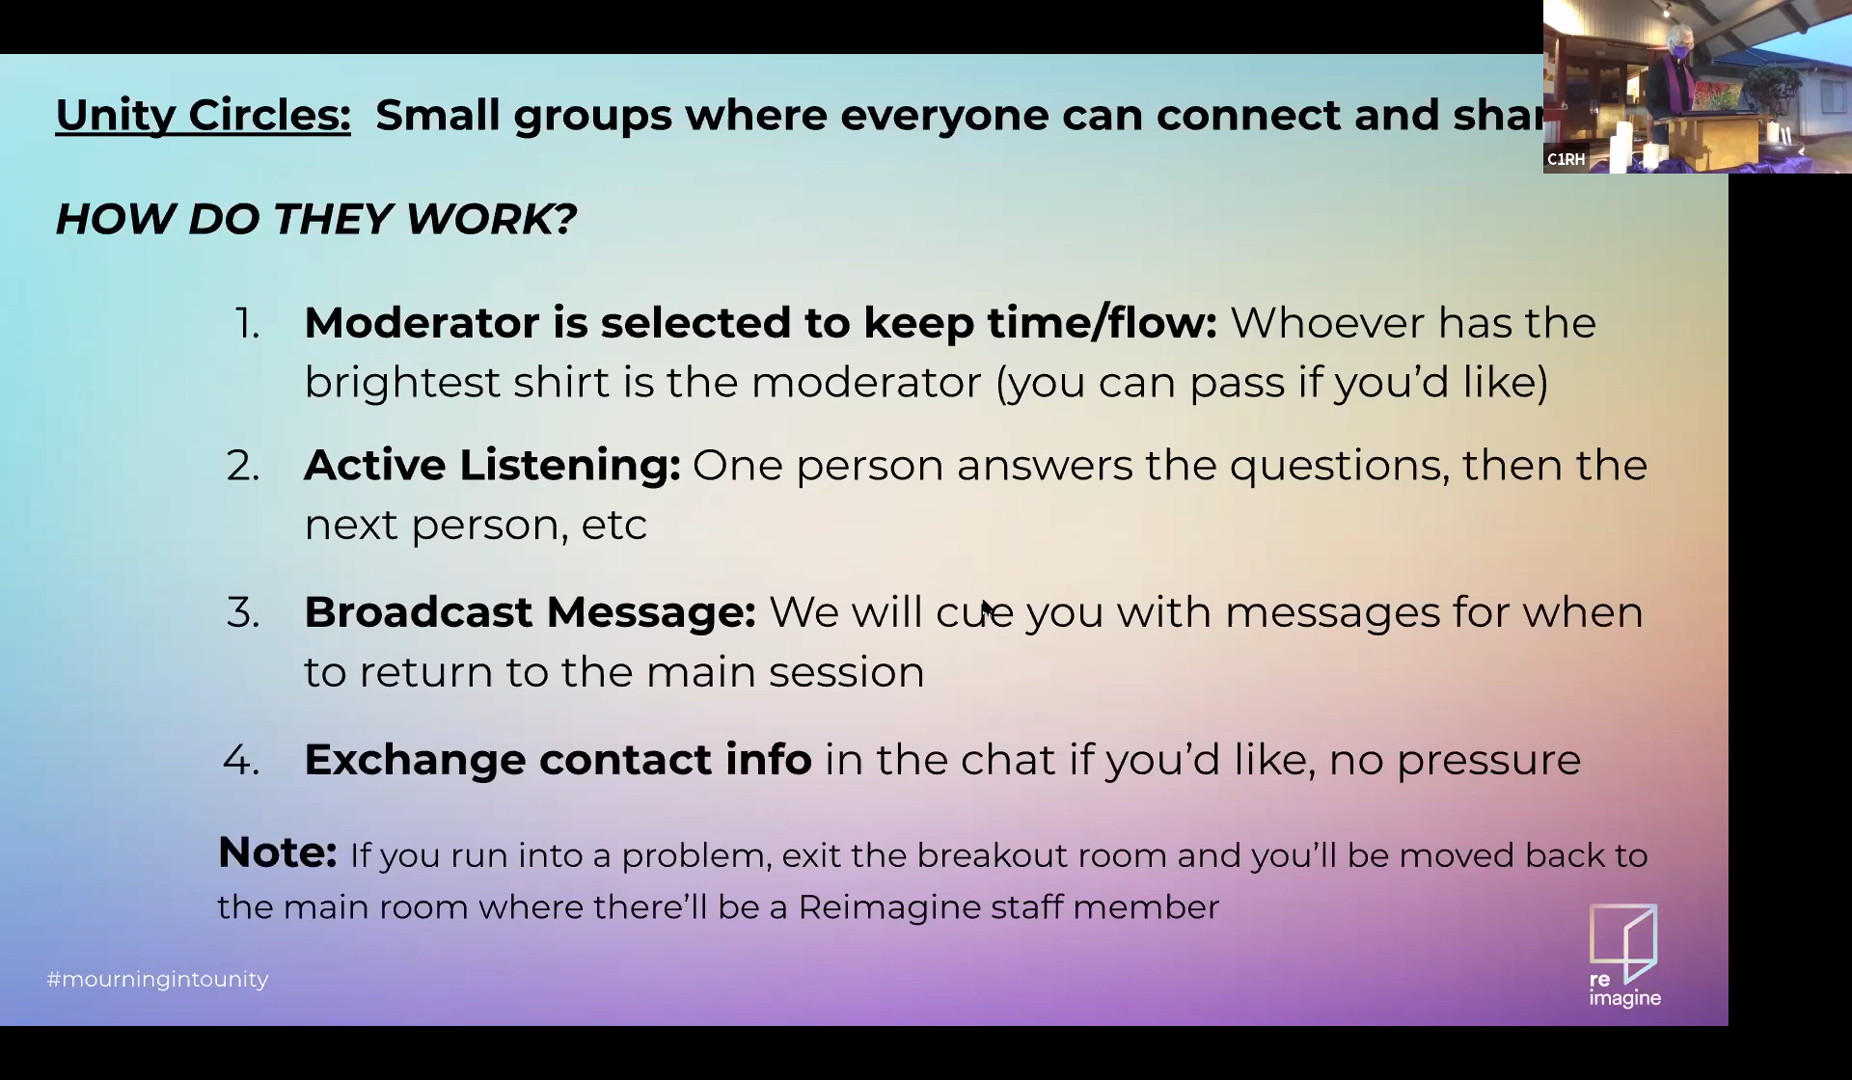 Unity Circles: Small groups where everyone can connect and
HOW DO THEY WORK?
1. Moderator is selected to keep time/flow: Whoever has the
brightest shirt is the moderator (you can pass if you’d like)
2. Active Listening: One person answers the questions, then the
next person, etc
3. Broadcast Message: We will cue you with messages for when
to return to the main session
4. Exchange contact info in the chat if you’d like, no pressure
Note: If you run into a problem, exit the breakout room and you’ll be moved back to
the main room where there’ll be a Reimagine staff member
#mourningintounity
re
imagine
C1RH